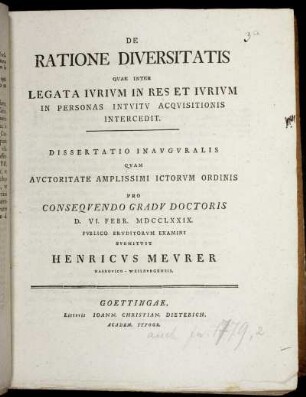 3a
DE
RATIONE DIVERSITATIS
QUAE INTER
LEGATA IVRIVM IN RES ET IVRIVM
IN PERSONAS INTVITV ACQVISITIONIS
INTERCEDIT.
DISSERTATIO INAVGVRALIS
QVAM
AVCTORITATE AMPLISSIMI ICTORVM ORDINIS
PRO
CONSEQVENDO GRADV DOCTORIS
D. VI. FEBR. MDCCLXXIX.
PVBLICO ERVDITORVM EXAMINI
SVBMITTIT
HENRICVS MEVRER
GOETTINGAE,
LITTERIS IOANN. CHRISTIAN. DIETERICH,
ACADEM. TYPOGR.